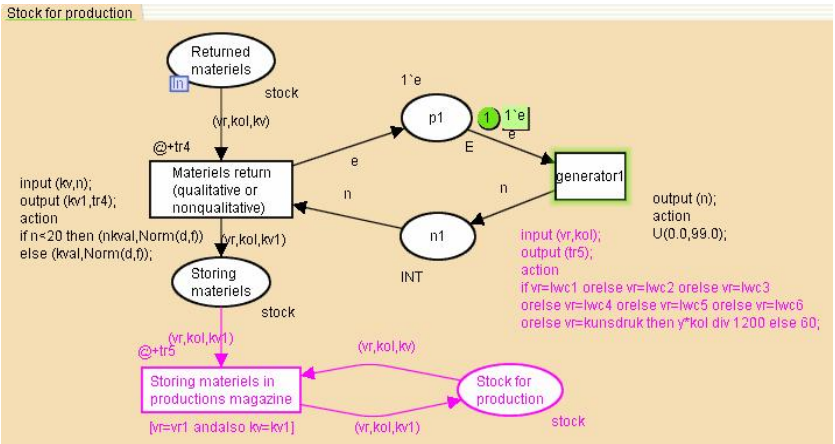 Stock for production
Returned
materiels
In
stock
(vr,kol,kv)
@+tr4
Materiels return
(qualitative or
nonqualitative)
input (kv,n);
output (kv1,tr4);
action
if n<20 then (nkval,Norm(d,f))
else (kval,Norm(d,f));
1`e
p1
E
1
1`e
e
e
n
n
generator1
output (n);
action
U(0.0,99.0);
n1
INT
(vr,kol,kv1)
Storing
materiels
stock
input (vr,kol);
output (tr5);
action
if vr=lwc1 orelse vr=lwc2 orelse vr=lwc3
orelse vr=lwc4 orelse vr=lwc5 orelse vr=lwc6
orelse vr=kunsdruk then y*kol div 1200 else 60;
(vr,kol,kv1)
@+tr5
Storing materiels in
productions magazine
[vr=vr1 andalso kv=kv1]
(vr,kol,kv)
(vr,kol,kv1)
Stock for
production
stock